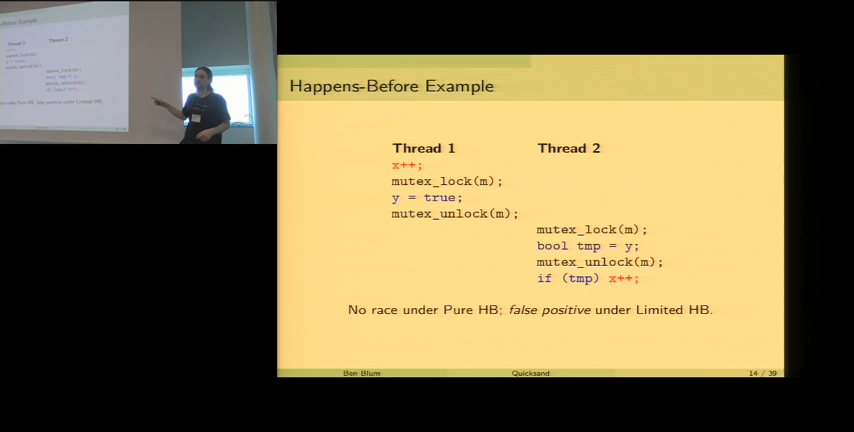 Happens-Before Example
Thread 1 Thread 2
x++;
mutex_lock(m);
y = true;
mutex_unlock(m);
mutex_lock(m);
bool tmp = y;
mutex_unlock(m);
if (tmp) x++;
No race under Pure HB; false positive under Limited HB.
Ben Blum Quicksand 14 / 39